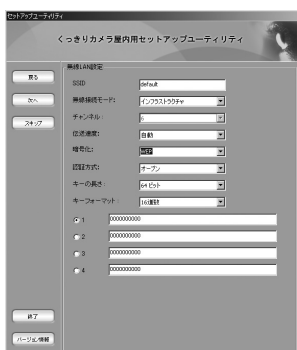 セットアップユーティリティ
くっきりカメラ屋内用セットアップユーティリティ
戻る
次へ
スキップ
無線LAN設定
SSID default
無線接続モード: インフラストラクチャ
チャンネル: 6
伝送速度: 自動
暗号化: WEP
認証方式: オープン
キーの長さ: 64 ビット
キーフォーマット: 16進数
1 0000000000
2 0000000000
3 0000000000
4 0000000000
終了
バージョン情報